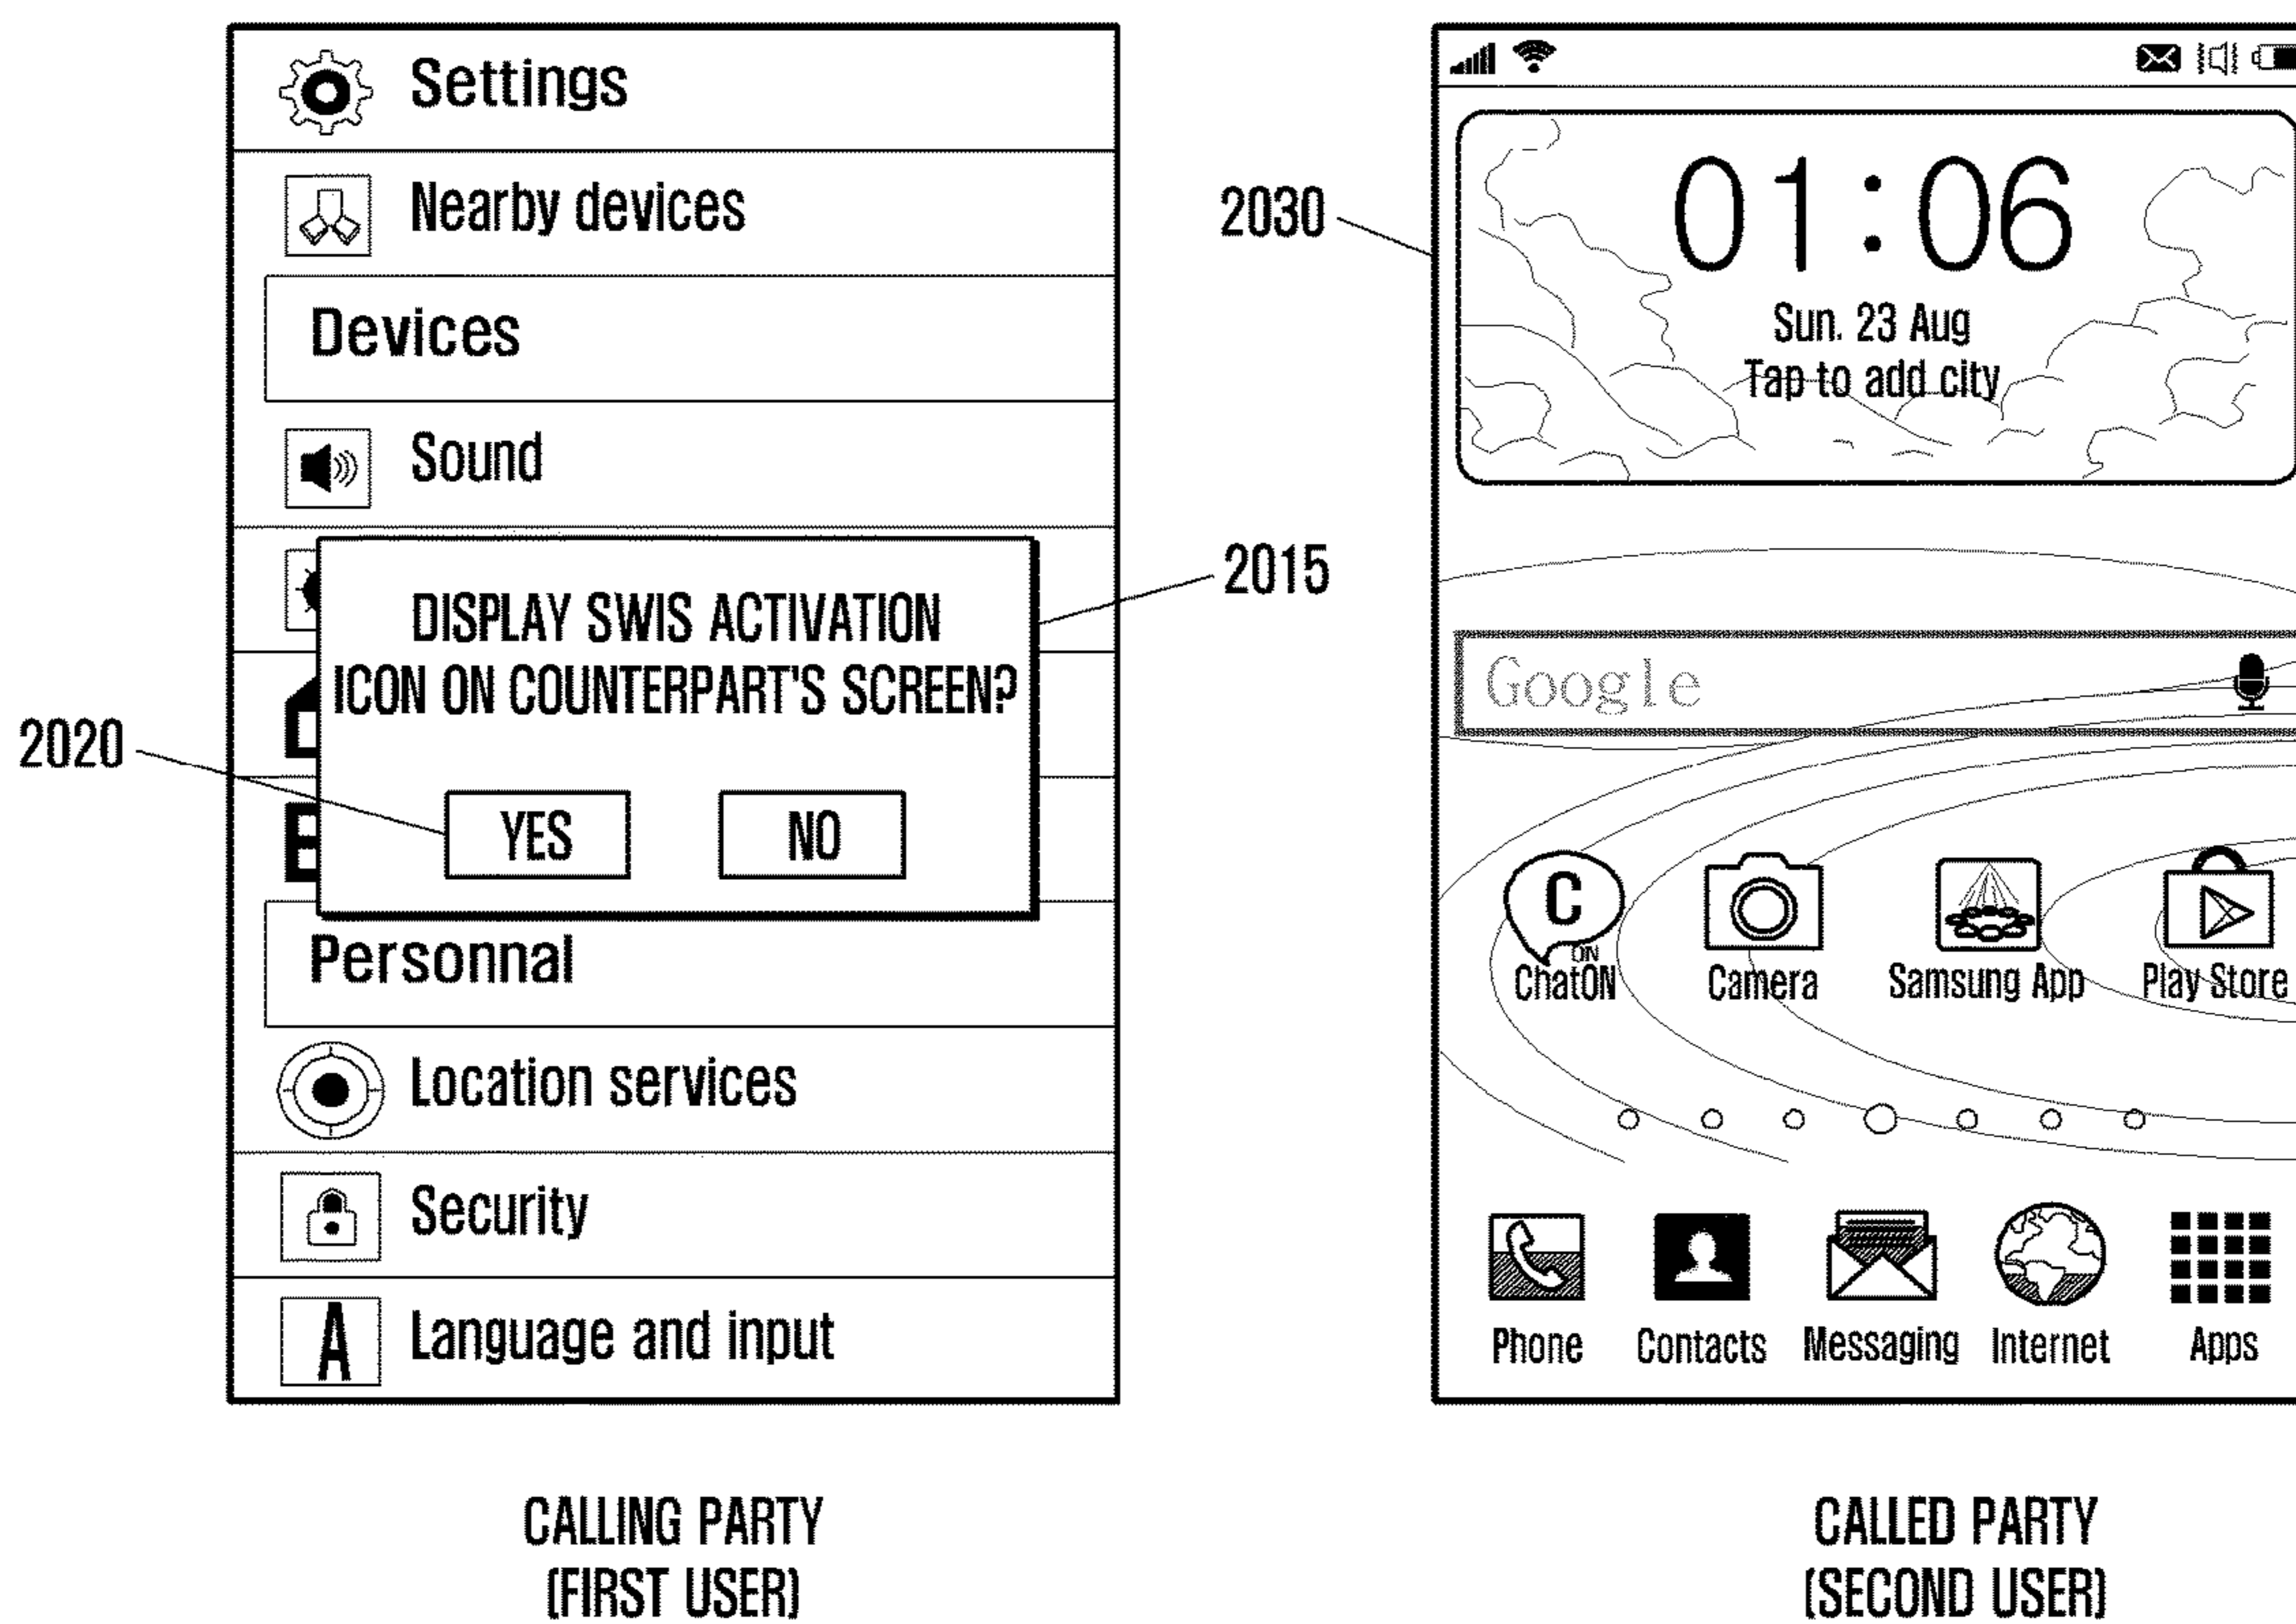 Settings
Nearby devices
Devices
Sound
DISPLAY SWIS ACTIVATION
ICON ON COUNTERPART'S SCREEN?
YES NO
Personnal
Location services
Security
A Language and input
2020
2015
2030
CALLING PARTY
(FIRST USER)
01:06
Sun. 23 Aug
Tap to add city
Google
C
ON
ChatON Camera Samsung App Play Store
Phone Contacts Messaging Internet Apps
CALLED PARTY
(SECOND USER)